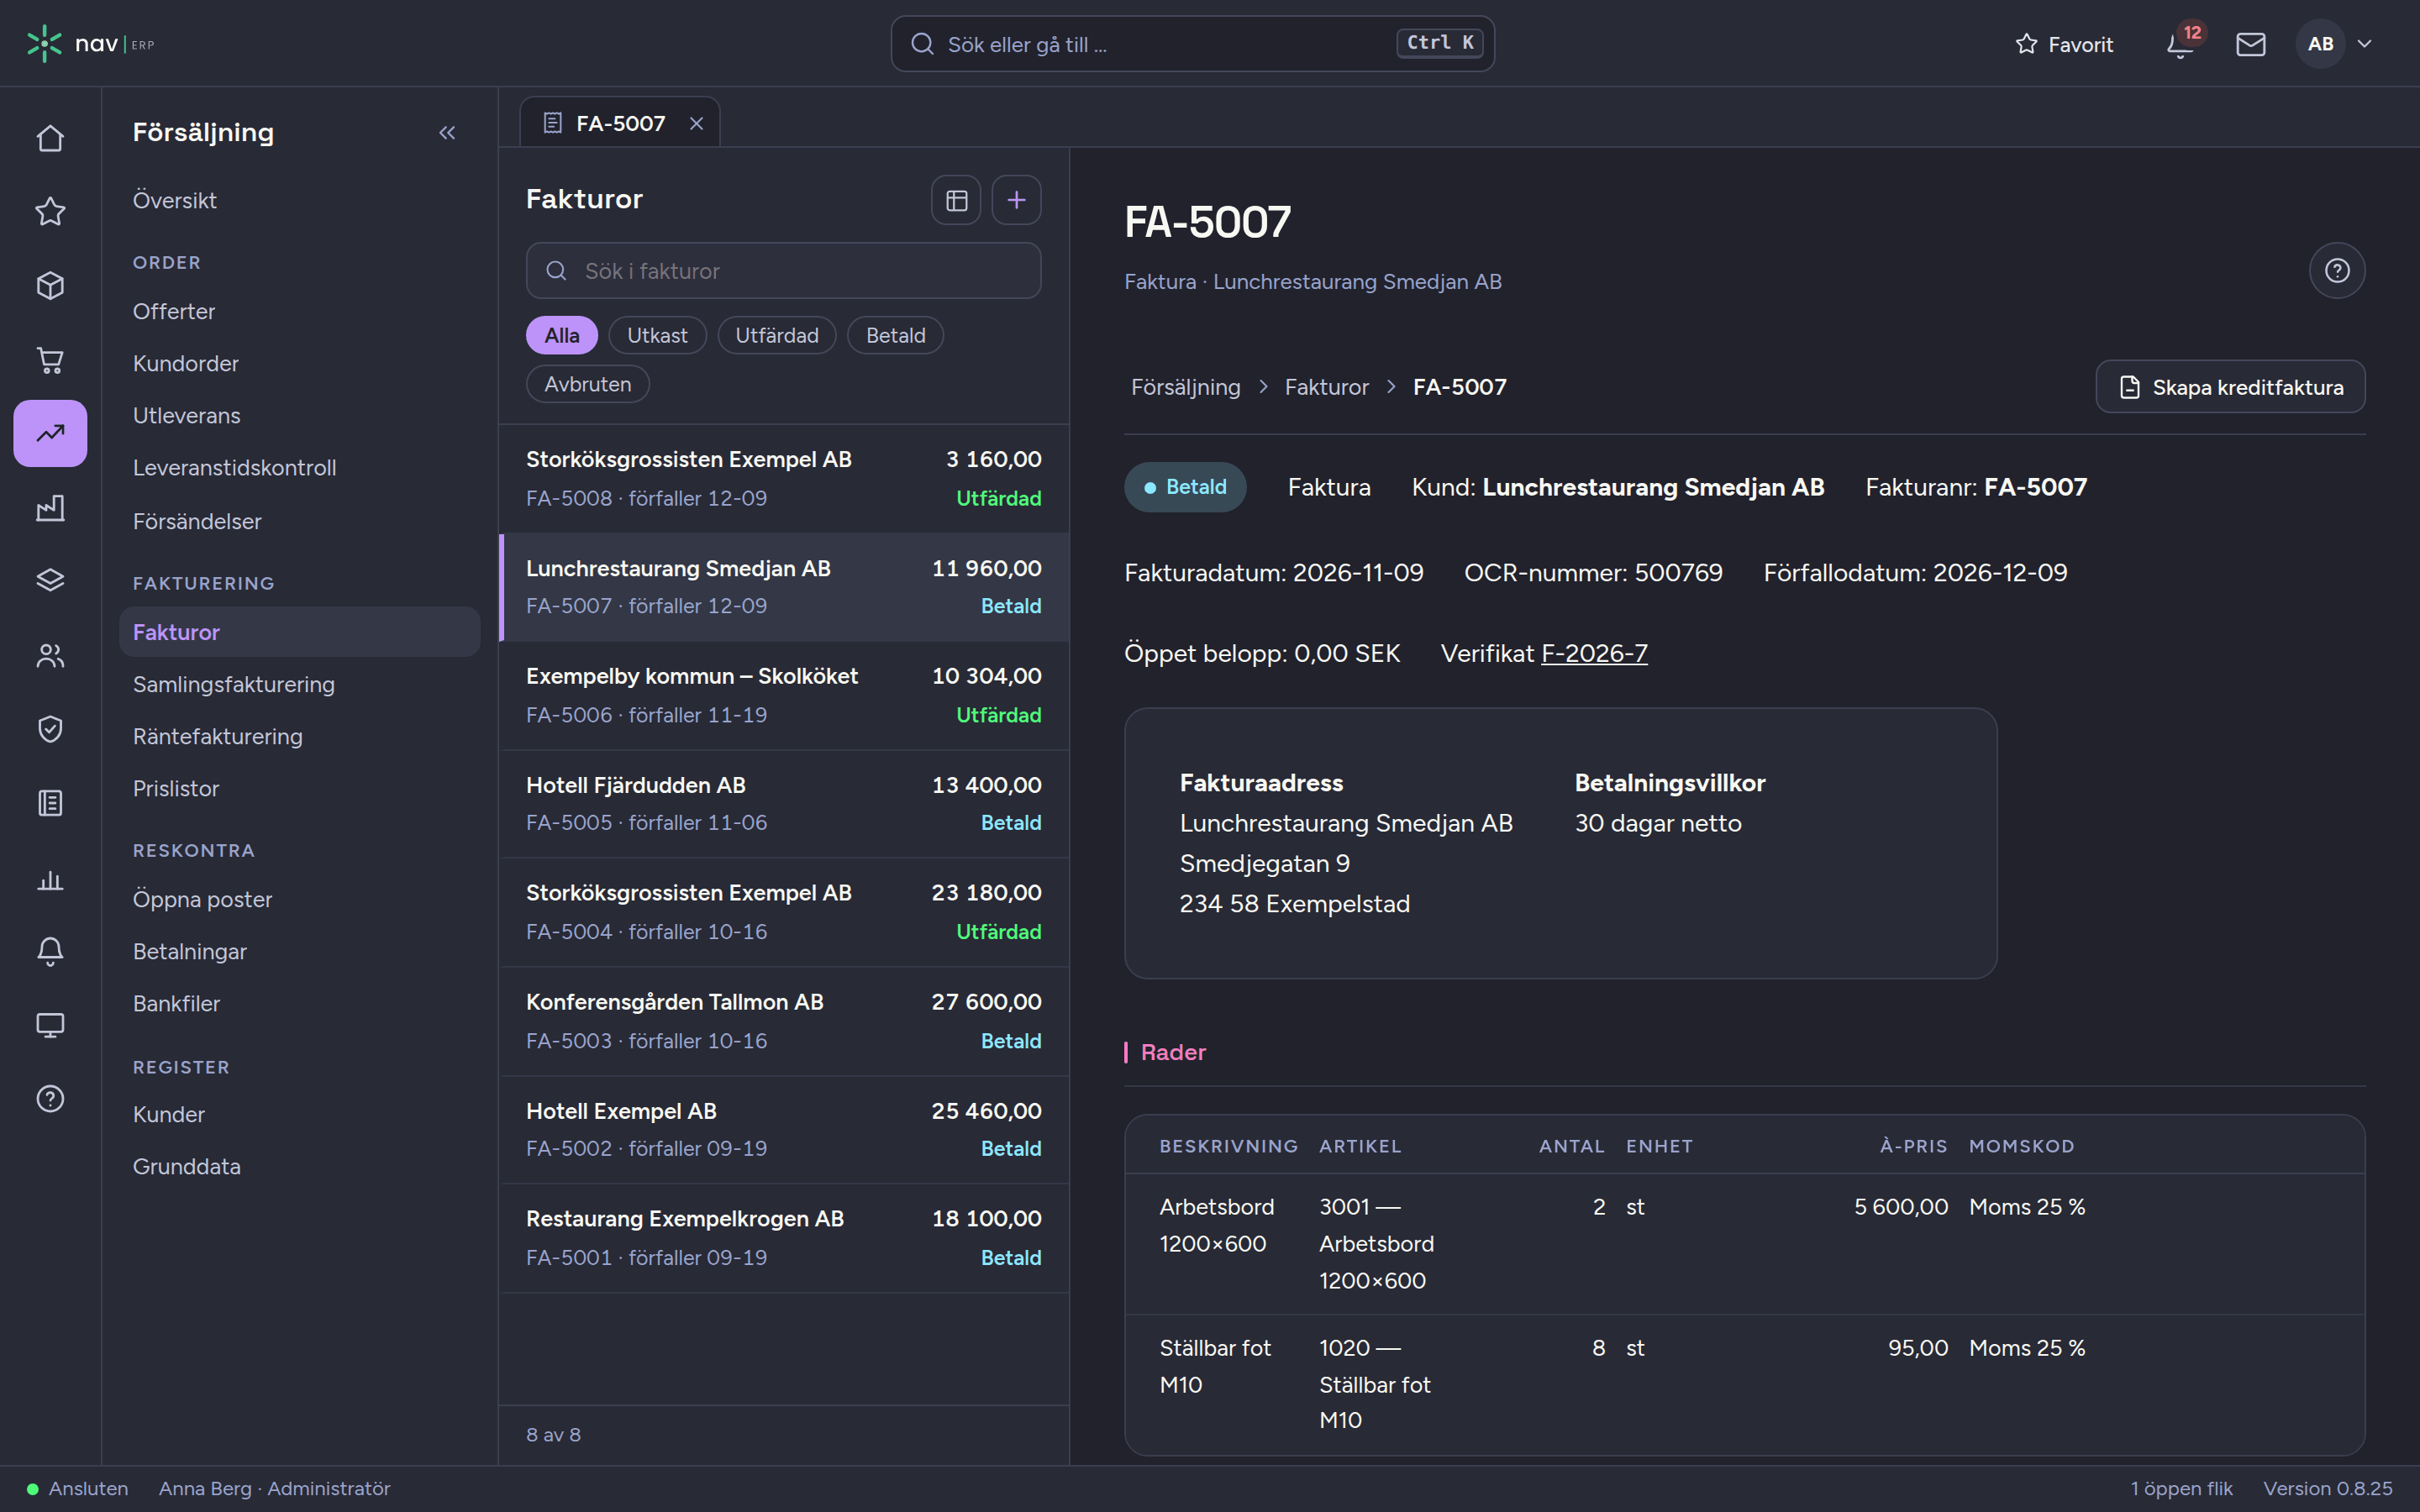 nav ERP
Sök eller gå till ... Ctrl K
Favorit 12 AB
Försäljning
Översikt
ORDER
Offerter
Kundorder
Utleverans
Leveranstidskontroll
Försändelser
FAKTURERING
Fakturor
Samlingsfakturering
Räntefakturering
Prislistor
RESKONTRA
Öppna poster
Betalningar
Bankfiler
REGISTER
Kunder
Grunddata
FA-5007
Fakturor
Sök i fakturor
Alla Utkast Utfärdad Betald
Avbruten
Storköksgrossisten Exempel AB 3 160,00
FA-5008 · förfaller 12-09 Utfärdad
Lunchrestaurang Smedjan AB 11 960,00
FA-5007 · förfaller 12-09 Betald
Exempelby kommun – Skolköket 10 304,00
FA-5006 · förfaller 11-19 Utfärdad
Hotell Fjärdudden AB 13 400,00
FA-5005 · förfaller 11-06 Betald
Storköksgrossisten Exempel AB 23 180,00
FA-5004 · förfaller 10-16 Utfärdad
Konferensgården Tallmon AB 27 600,00
FA-5003 · förfaller 10-16 Betald
Hotell Exempel AB 25 460,00
FA-5002 · förfaller 09-19 Betald
Restaurang Exempelkrogen AB 18 100,00
FA-5001 · förfaller 09-19 Betald
8 av 8
FA-5007
Faktura · Lunchrestaurang Smedjan AB
Försäljning > Fakturor > FA-5007 Skapa kreditfaktura
Betald Faktura Kund: Lunchrestaurang Smedjan AB Fakturanr: FA-5007
Fakturadatum: 2026-11-09 OCR-nummer: 500769 Förfallodatum: 2026-12-09
Öppet belopp: 0,00 SEK Verifikat F-2026-7
Fakturaadress Betalningsvillkor
Lunchrestaurang Smedjan AB 30 dagar netto
Smedjegatan 9
234 58 Exempelstad
Rader
BESKRIVNING ARTIKEL ANTAL ENHET À-PRIS MOMSKOD
Arbetsbord 3001 — 2 st 5 600,00 Moms 25 %
1200×600 Arbetsbord
1200×600
Ställbar fot 1020 — 8 st 95,00 Moms 25 %
M10 Ställbar fot
M10
Ansluten Anna Berg · Administratör 1 öppen flik Version 0.8.25